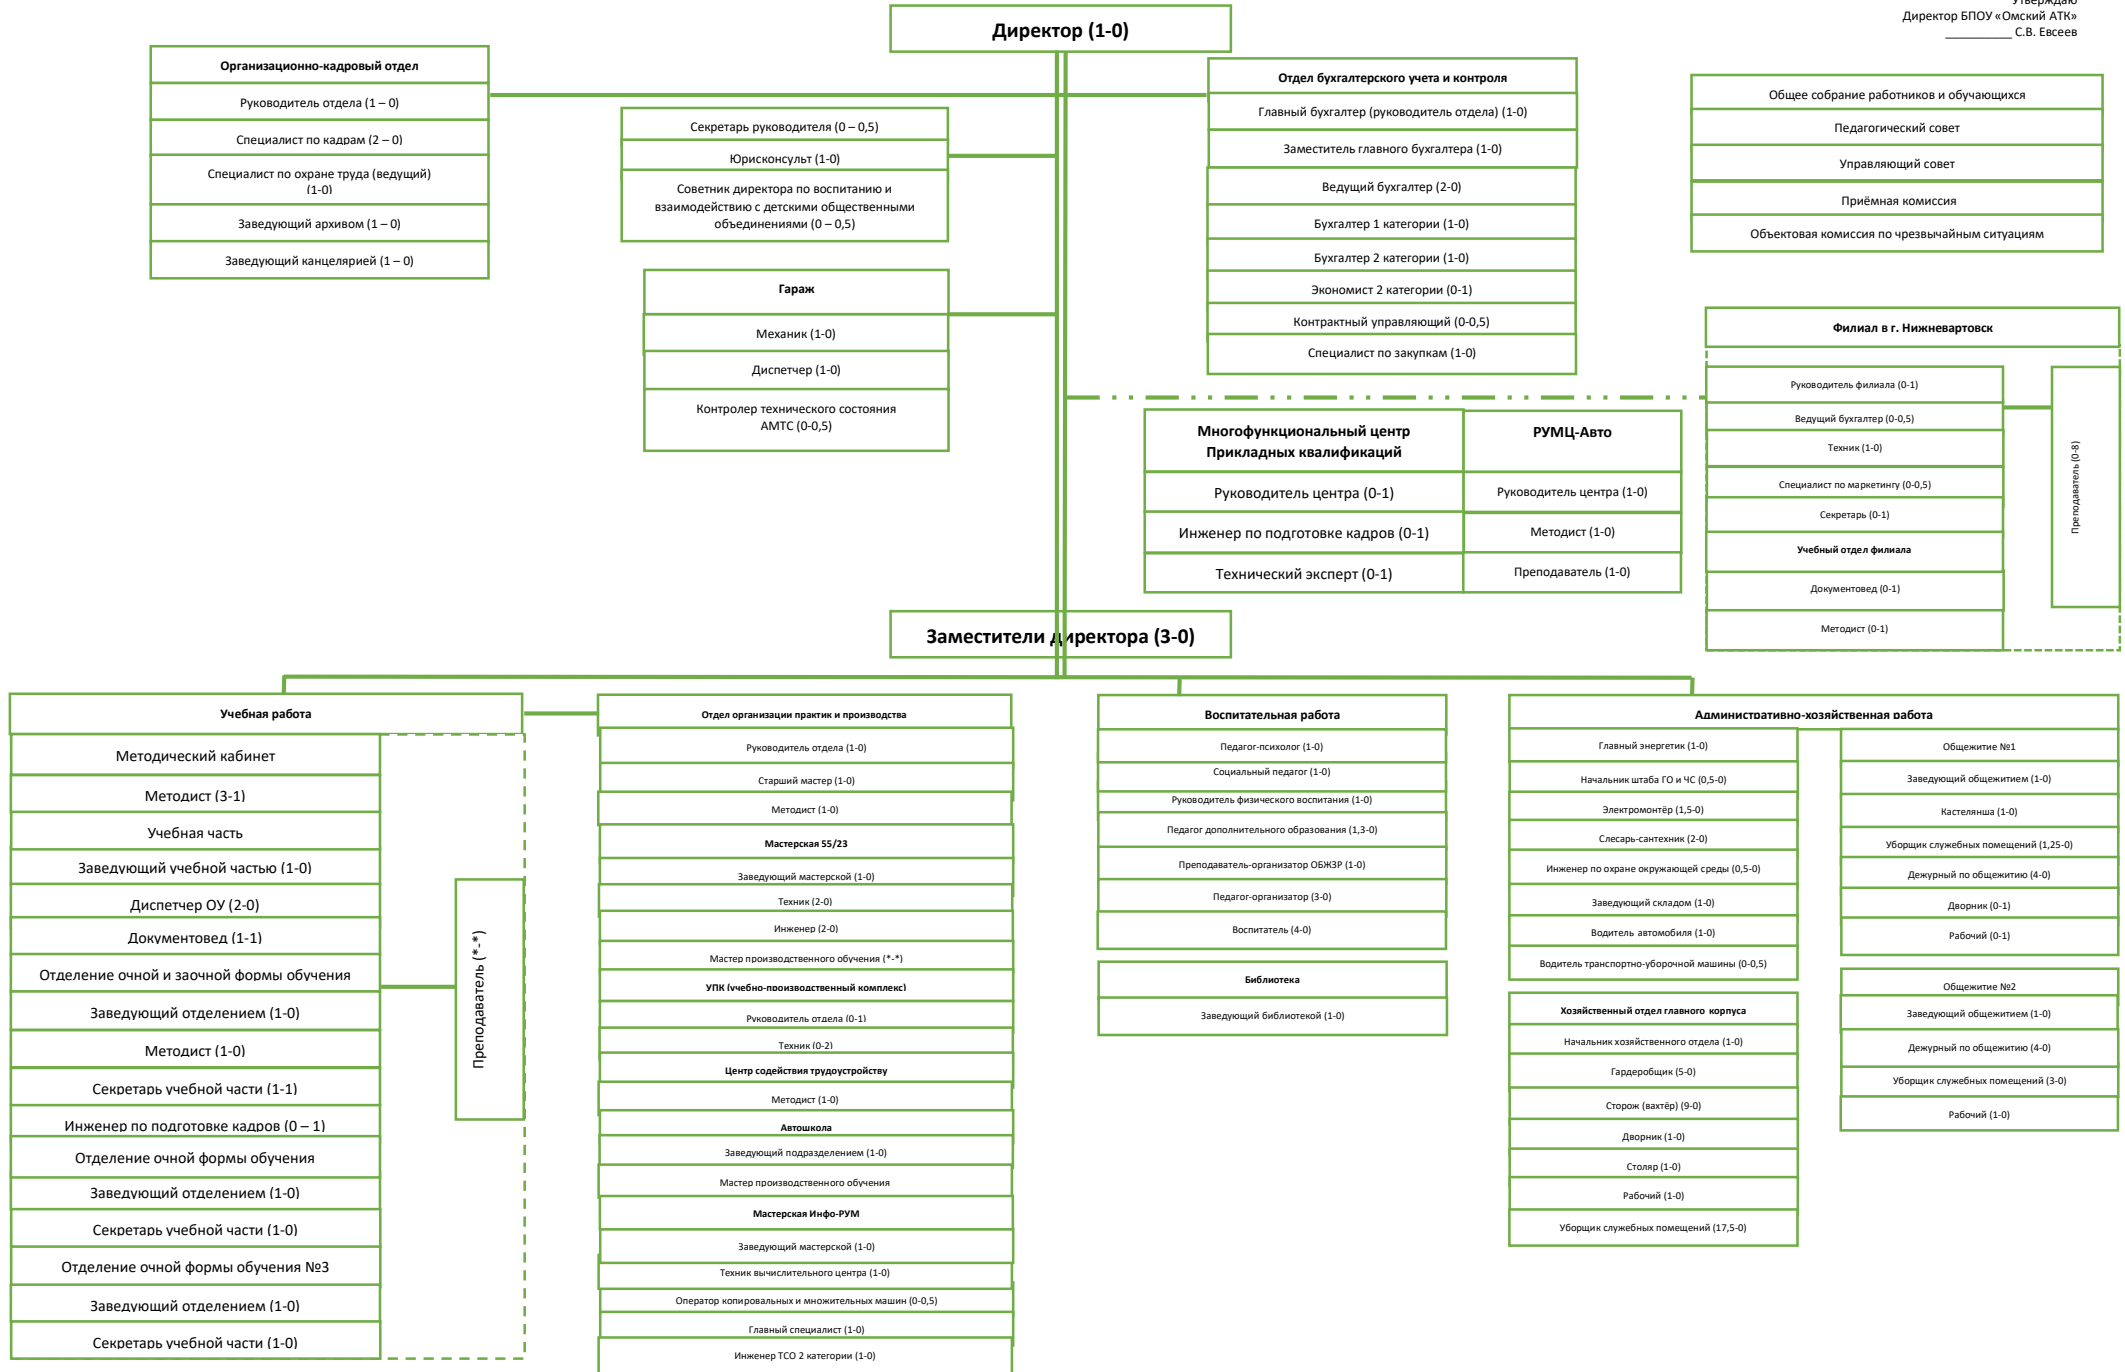 Утверждаю
Директор БПОУ «Омский АТК»
__________ С.В. Евсеев
Директор (1-0)
Организационно-кадровый отдел
Руководитель отдела (1 – 0)
Специалист по кадрам (2 – 0)
Специалист по охране труда (ведущий)
(1-0)
Заведующий архивом (1 – 0)
Заведующий канцелярией (1 – 0)
Секретарь руководителя (0 – 0,5)
Юрисконсульт (1-0)
Советник директора по воспитанию и
взаимодействию с детскими общественными
объединениями (0 – 0,5)
Гараж
Механик (1-0)
Диспетчер (1-0)
Контролер технического состояния
АМТС (0-0,5)
Отдел бухгалтерского учета и контроля
Главный бухгалтер (руководитель отдела) (1-0)
Заместитель главного бухгалтера (1-0)
Ведущий бухгалтер (2-0)
Бухгалтер 1 категории (1-0)
Бухгалтер 2 категории (1-0)
Экономист 2 категории (0-1)
Контрактный управляющий (0-0,5)
Специалист по закупкам (1-0)
Общее собрание работников и обучающихся
Педагогический совет
Управляющий совет
Приёмная комиссия
Объектовая комиссия по чрезвычайным ситуациям
Филиал в г. Нижневартовск
Руководитель филиала (0-1)
Ведущий бухгалтер (0-0,5)
Техник (1-0)
Специалист по маркетингу (0-0,5)
Секретарь (0-1)
Учебный отдел филиала
Документовед (0-1)
Методист (0-1)
Преподаватель (0-8)
Многофункциональный центр
Прикладных квалификаций
Руководитель центра (0-1)
Инженер по подготовке кадров (0-1)
Технический эксперт (0-1)
РУМЦ-Авто
Руководитель центра (1-0)
Методист (1-0)
Преподаватель (1-0)
Заместители директора (3-0)
Учебная работа
Методический кабинет
Методист (3-1)
Учебная часть
Заведующий учебной частью (1-0)
Диспетчер ОУ (2-0)
Документовед (1-1)
Отделение очной и заочной формы обучения
Заведующий отделением (1-0)
Методист (1-0)
Секретарь учебной части (1-1)
Инженер по подготовке кадров (0 – 1)
Отделение очной формы обучения
Заведующий отделением (1-0)
Секретарь учебной части (1-0)
Отделение очной формы обучения №3
Заведующий отделением (1-0)
Секретарь учебной части (1-0)
Преподаватель (*-*)
Отдел организации практик и производства
Руководитель отдела (1-0)
Старший мастер (1-0)
Методист (1-0)
Мастерская 55/23
Заведующий мастерской (1-0)
Техник (2-0)
Инженер (2-0)
Мастер производственного обучения (*-*)
УПК (учебно-производственный комплекс)
Руководитель отдела (0-1)
Техник (0-2)
Центр содействия трудоустройству
Методист (1-0)
Автошкола
Заведующий подразделением (1-0)
Мастер производственного обучения
Мастерская Инфо-РУМ
Заведующий мастерской (1-0)
Техник вычислительного центра (1-0)
Оператор копировальных и множительных машин (0-0,5)
Главный специалист (1-0)
Инженер ТСО 2 категории (1-0)
Воспитательная работа
Педагог-психолог (1-0)
Социальный педагог (1-0)
Руководитель физического воспитания (1-0)
Педагог дополнительного образования (1,3-0)
Преподаватель-организатор ОБЖЗР (1-0)
Педагог-организатор (3-0)
Воспитатель (4-0)
Библиотека
Заведующий библиотекой (1-0)
Административно-хозяйственная работа
Главный энергетик (1-0)
Начальник штаба ГО и ЧС (0,5-0)
Электромонтёр (1,5-0)
Слесарь-сантехник (2-0)
Инженер по охране окружающей среды (0,5-0)
Заведующий складом (1-0)
Водитель автомобиля (1-0)
Водитель транспортно-уборочной машины (0-0,5)
Хозяйственный отдел главного корпуса
Начальник хозяйственного отдела (1-0)
Гардеробщик (5-0)
Сторож (вахтёр) (9-0)
Дворник (1-0)
Столяр (1-0)
Рабочий (1-0)
Уборщик служебных помещений (17,5-0)
Общежитие №1
Заведующий общежитием (1-0)
Кастелянша (1-0)
Уборщик служебных помещений (1,25-0)
Дежурный по общежитию (4-0)
Дворник (0-1)
Рабочий (0-1)
Общежитие №2
Заведующий общежитием (1-0)
Дежурный по общежитию (4-0)
Уборщик служебных помещений (3-0)
Рабочий (1-0)